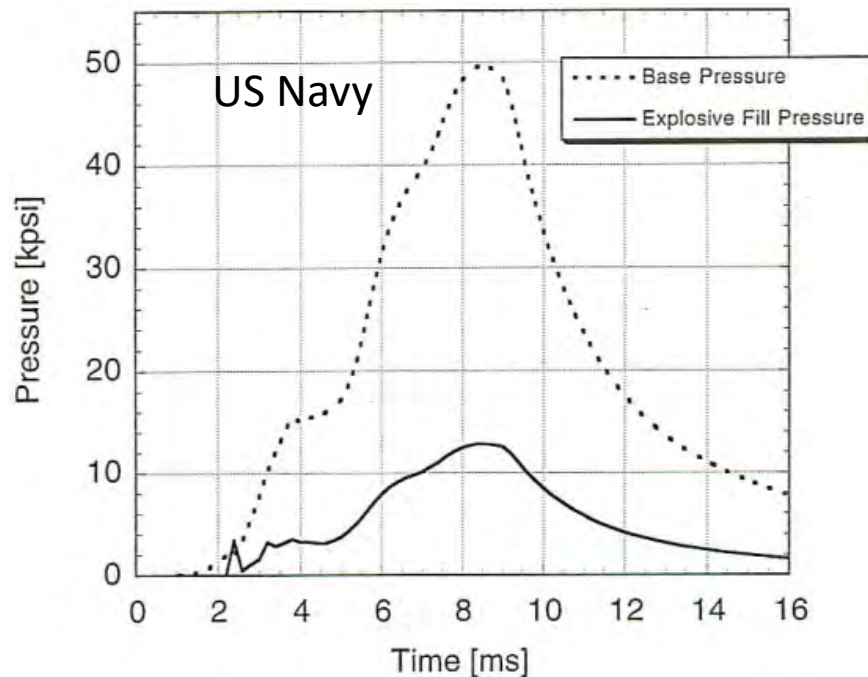 US Navy
Base Pressure
Explosive Fill Pressure
Pressure [kpsi]
50
40
30
20
10
0
0 2 4 6 8 10 12 14 16
Time [ms]